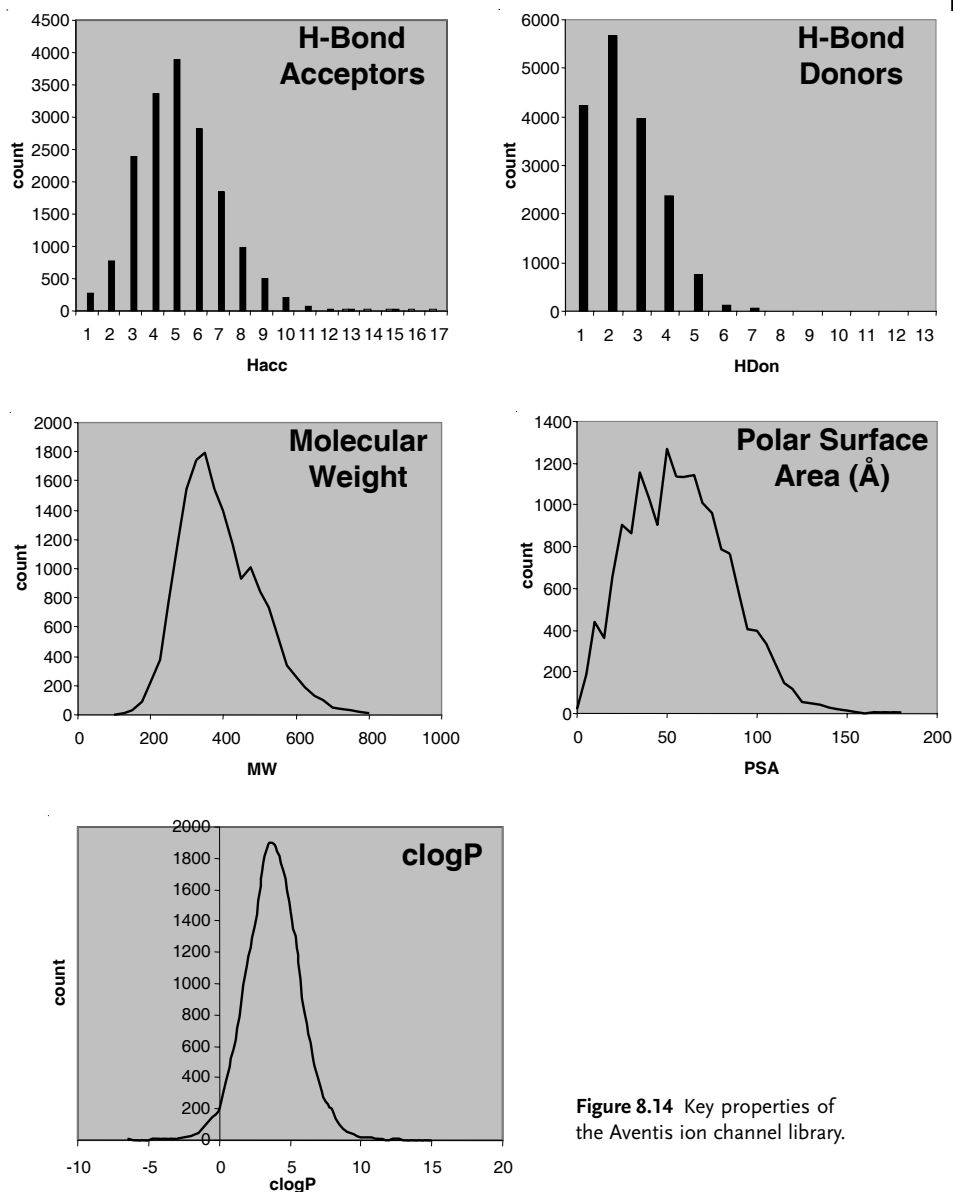 H-Bond
Acceptors
4500
4000
3500
3000
2500
2000
1500
1000
500
0
count
1 2 3 4 5 6 7 8 9 10 11 12 13 14 15 16 17
Hacc
H-Bond
Donors
6000
5000
4000
3000
2000
1000
0
count
1 2 3 4 5 6 7 8 9 10 11 12 13
HDon
Molecular
Weight
2000
1800
1600
1400
1200
1000
800
600
400
200
0
count
0 200 400 600 800 1000
MW
Polar Surface
Area (Å)
1400
1200
1000
800
600
400
200
0
count
0 50 100 150 200
PSA
clogP
2000
1800
1600
1400
1200
1000
800
600
400
200
0
count
-10 -5 0 5 10 15 20
clogP
Figure 8.14 Key properties of
the Aventis ion channel library.